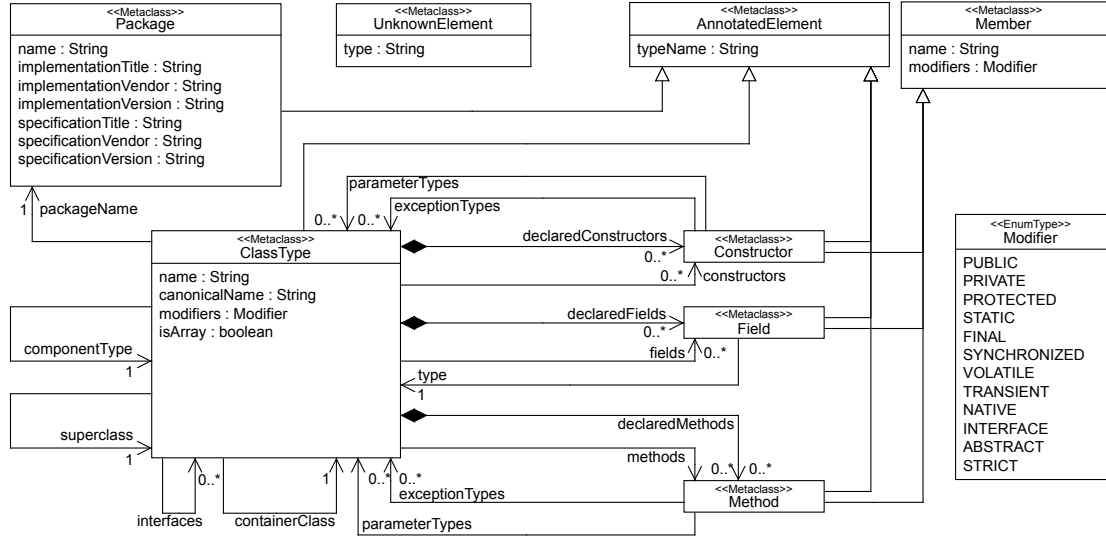 <<Metaclass>>
Package
name : String
implementationTitle : String
implementationVendor : String
implementationVersion : String
specificationTitle : String
specificationVendor : String
specificationVersion : String
<<Metaclass>>
UnknownElement
type : String
<<Metaclass>>
AnnotatedElement
typeName : String
<<Metaclass>>
Member
name : String
modifiers : Modifier
1
packageName
parameterTypes
0..*
0..*
exceptionTypes
<<Metaclass>>
ClassType
name : String
canonicalName : String
modifiers : Modifier
isArray : boolean
declaredConstructors
0..*
<<Metaclass>>
Constructor
0..*
constructors
declaredFields
0..*
<<Metaclass>>
Field
fields
0..*
type
1
componentType
1
superclass
1
declaredMethods
methods
0..*
0..*
<<Metaclass>>
Method
0..*
interfaces
1
containerClass
0..*
0..*
exceptionTypes
parameterTypes
<<EnumType>>
Modifier
PUBLIC
PRIVATE
PROTECTED
STATIC
FINAL
SYNCHRONIZED
VOLATILE
TRANSIENT
NATIVE
INTERFACE
ABSTRACT
STRICT